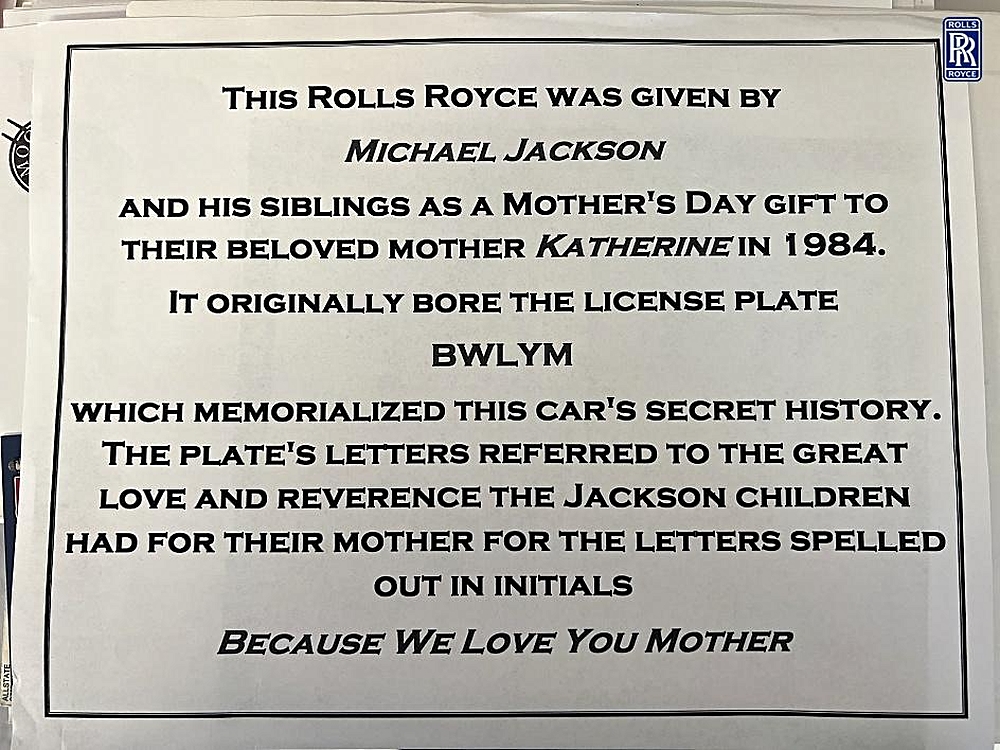 ROLLS
RR
ROYCE
THIS ROLLS ROYCE WAS GIVEN BY
MICHAEL JACKSON
AND HIS SIBLINGS AS A MOTHER'S DAY GIFT TO
THEIR BELOVED MOTHER KATHERINE IN 1984.
IT ORIGINALLY BORE THE LICENSE PLATE
BWLYM
WHICH MEMORIALIZED THIS CAR'S SECRET HISTORY.
THE PLATE'S LETTERS REFERRED TO THE GREAT
LOVE AND REVERENCE THE JACKSON CHILDREN
HAD FOR THEIR MOTHER FOR THE LETTERS SPELLED
OUT IN INITIALS
BECAUSE WE LOVE YOU MOTHER
ALLSTATE